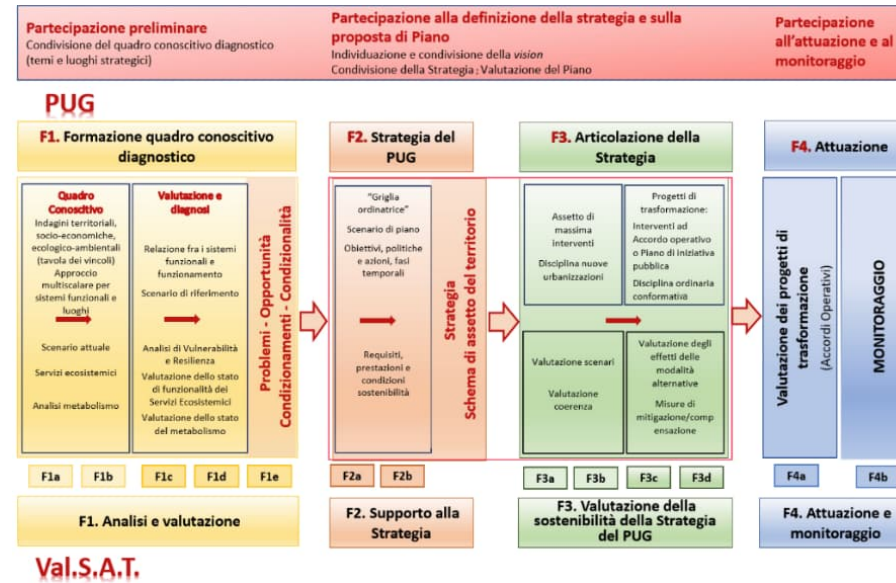 Partecipazione preliminare
Condivisione del quadro conoscitivo diagnostico
(temi e luoghi strategici)
Partecipazione alla definizione della strategia e sulla
proposta di Piano
Individuazione e condivisione della vision
Condivisione della Strategia ; Valutazione del Piano
Partecipazione
all'attuazione e al
monitoraggio
PUG
F1. Formazione quadro conoscitivo
diagnostico
F2. Strategia del
PUG
F3. Articolazione della
Strategia
F4. Attuazione
Quadro
Conoscitivo
Indagini territoriali,
socio-economiche,
ecologico-ambientali
(tavola dei vincoli)
Approccio
multiscalare per
sistemi funzionali e
luoghi
Scenario attuale
Servizi ecosistemici
Analisi metabolismo
Valutazione e
diagnosi
Relazione fra i sistemi
funzionali e
funzionamento
Scenario di riferimento
Analisi di Vulnerabilità
e Resilienza
Valutazione dello stato
di funzionalità dei
Servizi Ecosistemici
Valutazione dello stato
del metabolismo
Problemi - Opportunità
Condizionamenti - Condizionalità
"Griglia
ordinatrice"
Scenario di piano
Obiettivi, politiche
e azioni, fasi
temporali
Requisiti,
prestazioni e
condizioni
sostenibilità
Strategia
Schema di assetto del territorio
Assetto di
massima
interventi
Disciplina nuove
urbanizzazioni
Valutazione scenari
Valutazione
coerenza
Progetti di
trasformazione:
Interventi ad
Accordo operativo
o Piano di iniziativa
pubblica
Disciplina ordinaria
conformativa
Valutazione degli
effetti delle
modalità
alternative
Misure di
mitigazione/comp
ensazione
Valutazione dei progetti di
trasformazione
(Accordi Operativi)
MONITORAGGIO
F1a
F1b
F1c
F1d
F1e
F2a
F2b
F3a
F3b
F3c
F3d
F4a
F4b
F1. Analisi e valutazione
F2. Supporto alla
Strategia
F3. Valutazione della
sostenibilità della Strategia
del PUG
F4. Attuazione e
monitoraggio
Val.S.A.T.